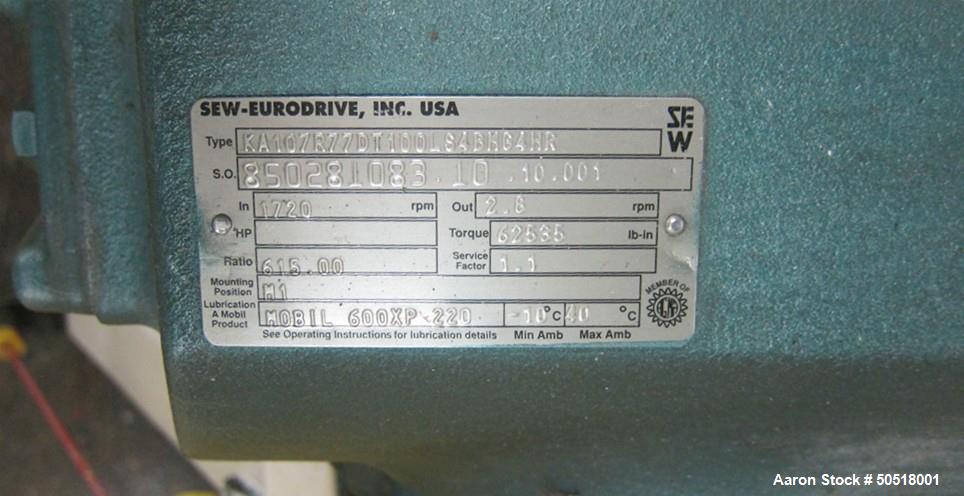 SEW-EURODRIVE, INC. USA
SEW
Type KA107R77DT100LS4BMG4HR
S.O. 850281083.10 .10.001
In 1720 rpm Out 2.8 rpm
HP Torque 62535 lb-in
Ratio 615.00 Service Factor 1.1
Mounting Position M1
MEMBER OF
Lubrication A Mobil Product MOBIL 600XP 220 -10°C 40 °C
See Operating Instructions for lubrication details Min Amb Max Amb
Aaron Stock # 50518001